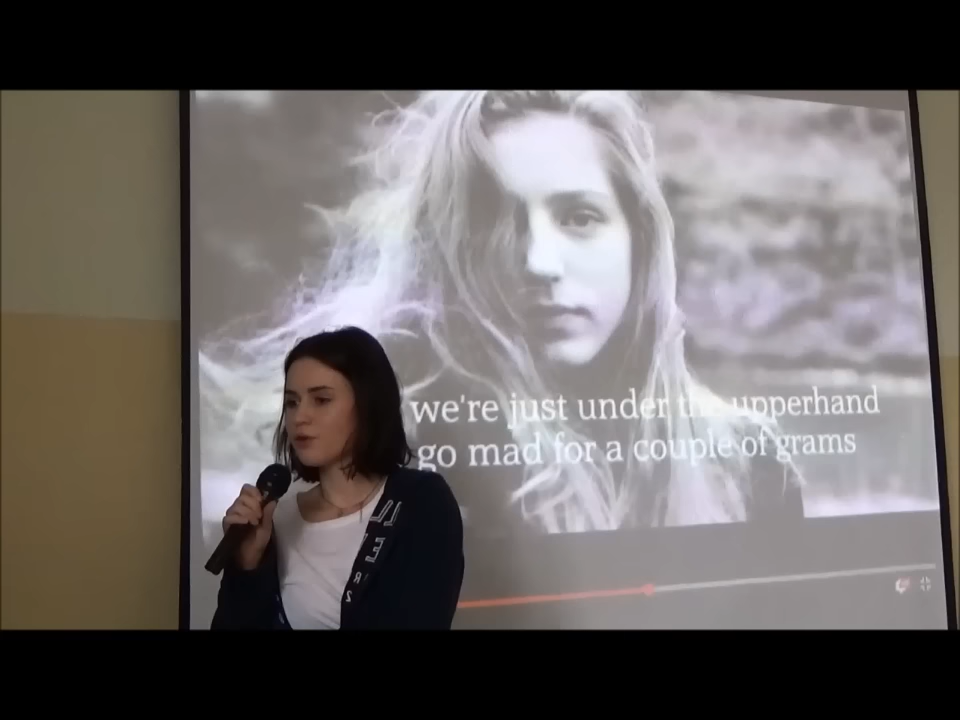 we're just under the upperhand
go mad for a couple of grams